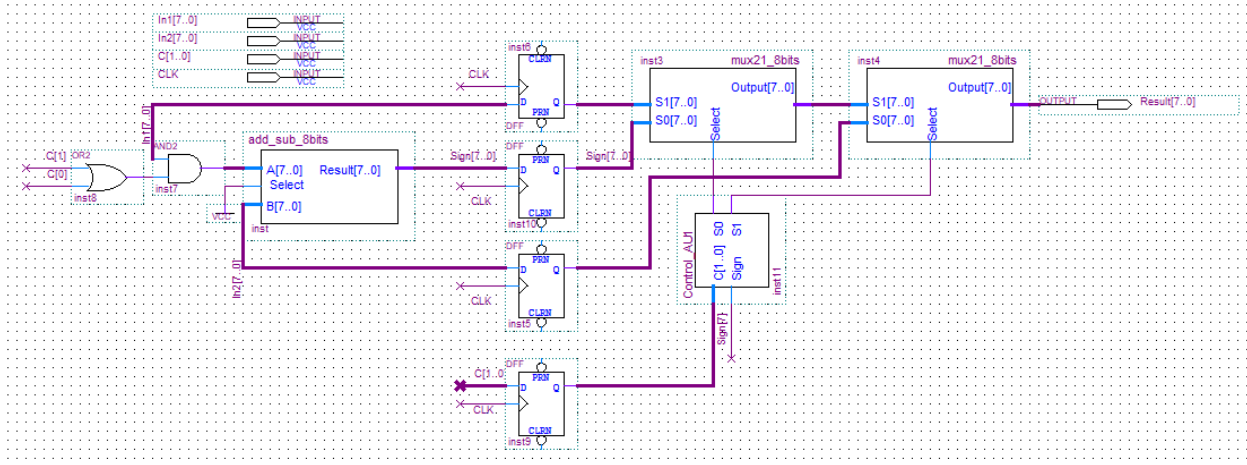 In1[7..0] INPUT VCC
In2[7..0] INPUT VCC
C[1..0] INPUT VCC
CLK INPUT VCC
inst6
CLRN
CLK
D Q
PRN
DFF
inst3 mux21_8bits
Output[7..0]
S1[7..0]
S0[7..0]
Select
inst4 mux21_8bits
Output[7..0]
S1[7..0]
S0[7..0]
Select
OUTPUT Result[7..0]
In1[7..0]
C[1] OR2
C[0]
inst8
AND2
inst7
add_sub_8bits
A[7..0] Result[7..0]
Select
B[7..0]
VCC
inst
Sign[7..0] Sign[7..0]
DFF
PRN
D Q
CLK
CLRN
inst10
In2[7..0]
DFF
PRN
D Q
CLK
CLRN
inst5
Control_AU1
S0
S1
C[1..0]
Sign
inst11
Sign[7]
C[1..0
DFF
PRN
D Q
CLK
CLRN
inst9